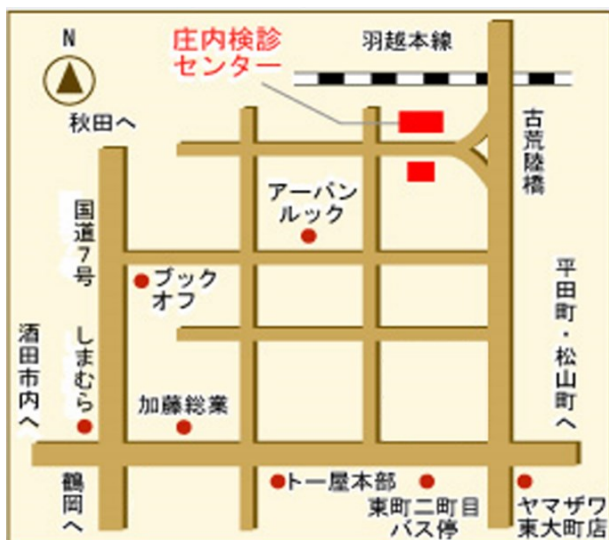 N
庄内検診
センター
羽越本線
秋田へ
古荒陸橋
アーバン
ルック
国道7号
ブック
オフ
平田町・松山町へ
酒田市内へ
しまむら
加藤総業
鶴岡へ
トー屋本部
東町二町目
バス停
ヤマザワ
東大町店